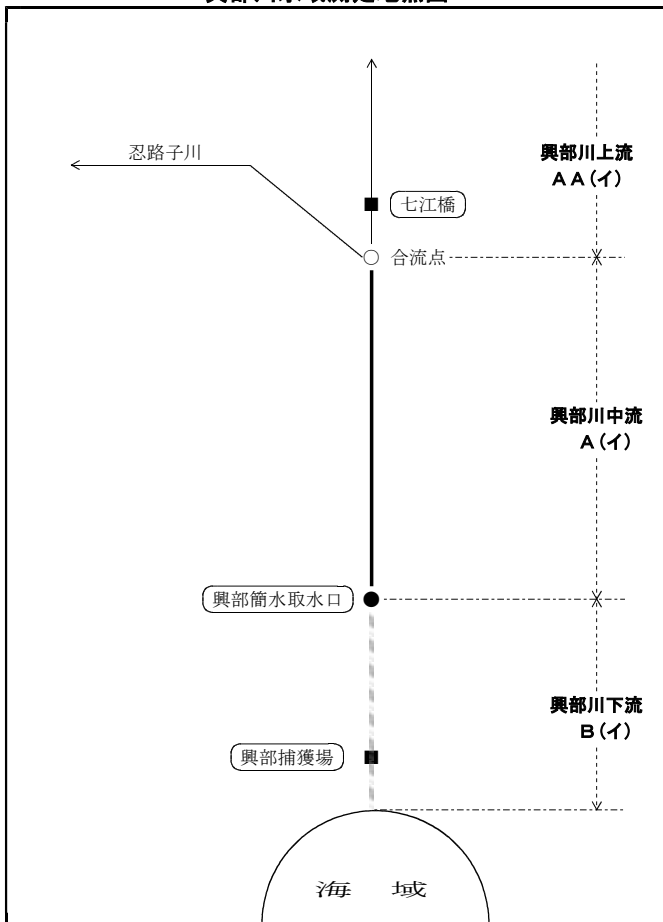 忍路子川
興部川上流
ＡＡ(イ)
七江橋
合流点
興部川中流
Ａ(イ)
興部簡水取水口
興部川下流
Ｂ(イ)
興部捕獲場
海　域